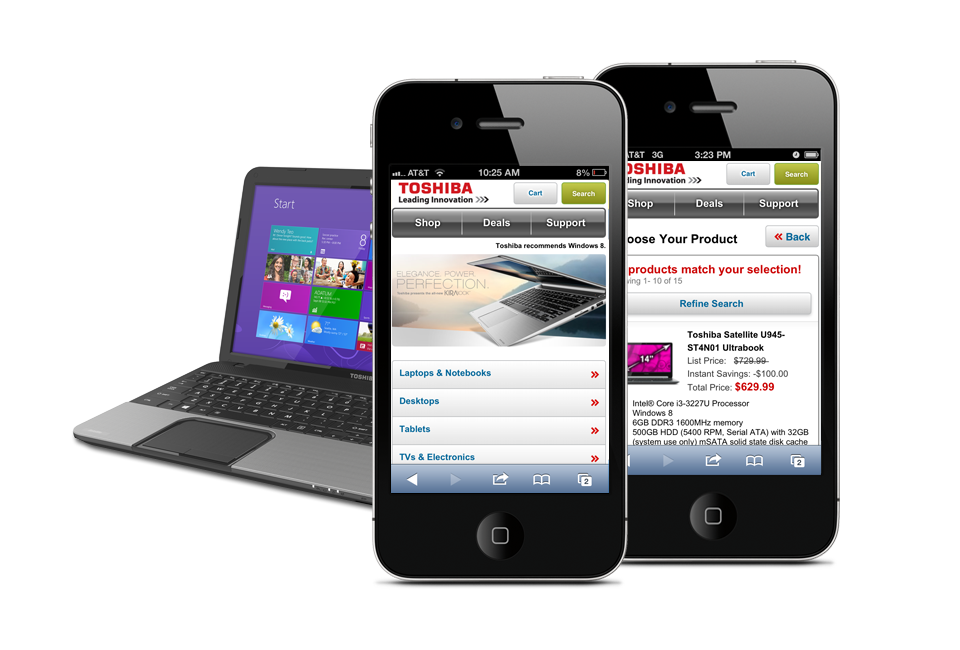 Start
TOSHIBA
AT&T
10:25 AM
8%
TOSHIBA
Leading Innovation >>>
Cart
Search
Shop
Deals
Support
Toshiba recommends Windows 8.
ELEGANCE. POWER.
PERFECTION.
Laptops & Notebooks
Desktops
Tablets
TVs & Electronics
2
AT&T 3G
3:23 PM
OSHIBA
ding Innovation >>>
Cart
Search
Shop
Deals
Support
oose Your Product
« Back
products match your selection!
ing 1- 10 of 15
Refine Search
14"
Toshiba Satellite U945-
ST4N01 Ultrabook
List Price: $729.99
Instant Savings: -$100.00
Total Price: $629.99
Intel® Core i3-3227U Processor
Windows 8
6GB DDR3 1600MHz memory
500GB HDD (5400 RPM, Serial ATA) with 32GB
(system use only) mSATA solid state disk cache
2